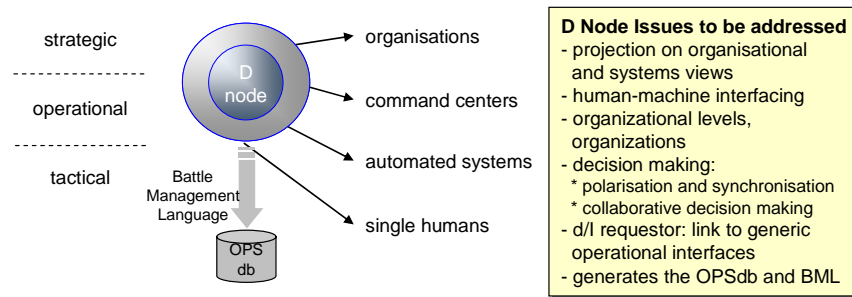 strategic
operational
tactical
D
node
organisations
command centers
automated systems
single humans
Battle
Management
Language
OPS
db
D Node Issues to be addressed
- projection on organisational
and systems views
- human-machine interfacing
- organizational levels,
organizations
- decision making:
* polarisation and synchronisation
* collaborative decision making
- d/I requestor: link to generic
operational interfaces
- generates the OPSdb and BML